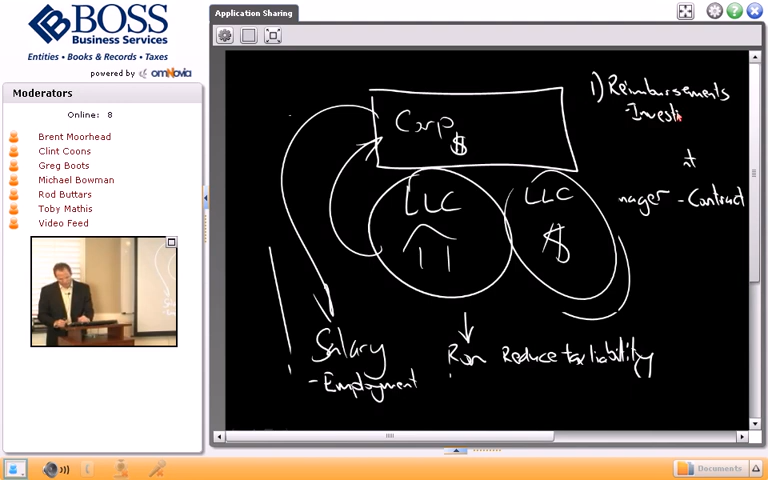 BOSS
Business Services
Entities • Books & Records • Taxes
powered by omNovia
Moderators
Online: 8
Brent Moorhead
Clint Coons
Greg Boots
Michael Bowman
Rod Buttars
Toby Mathis
Video Feed
Application Sharing
1) Reimbursements
- Investi
Corp
$
nt
nager - Contract
LLC
LLC
$
Salary
- Employment
Reduce tax liability
Documents